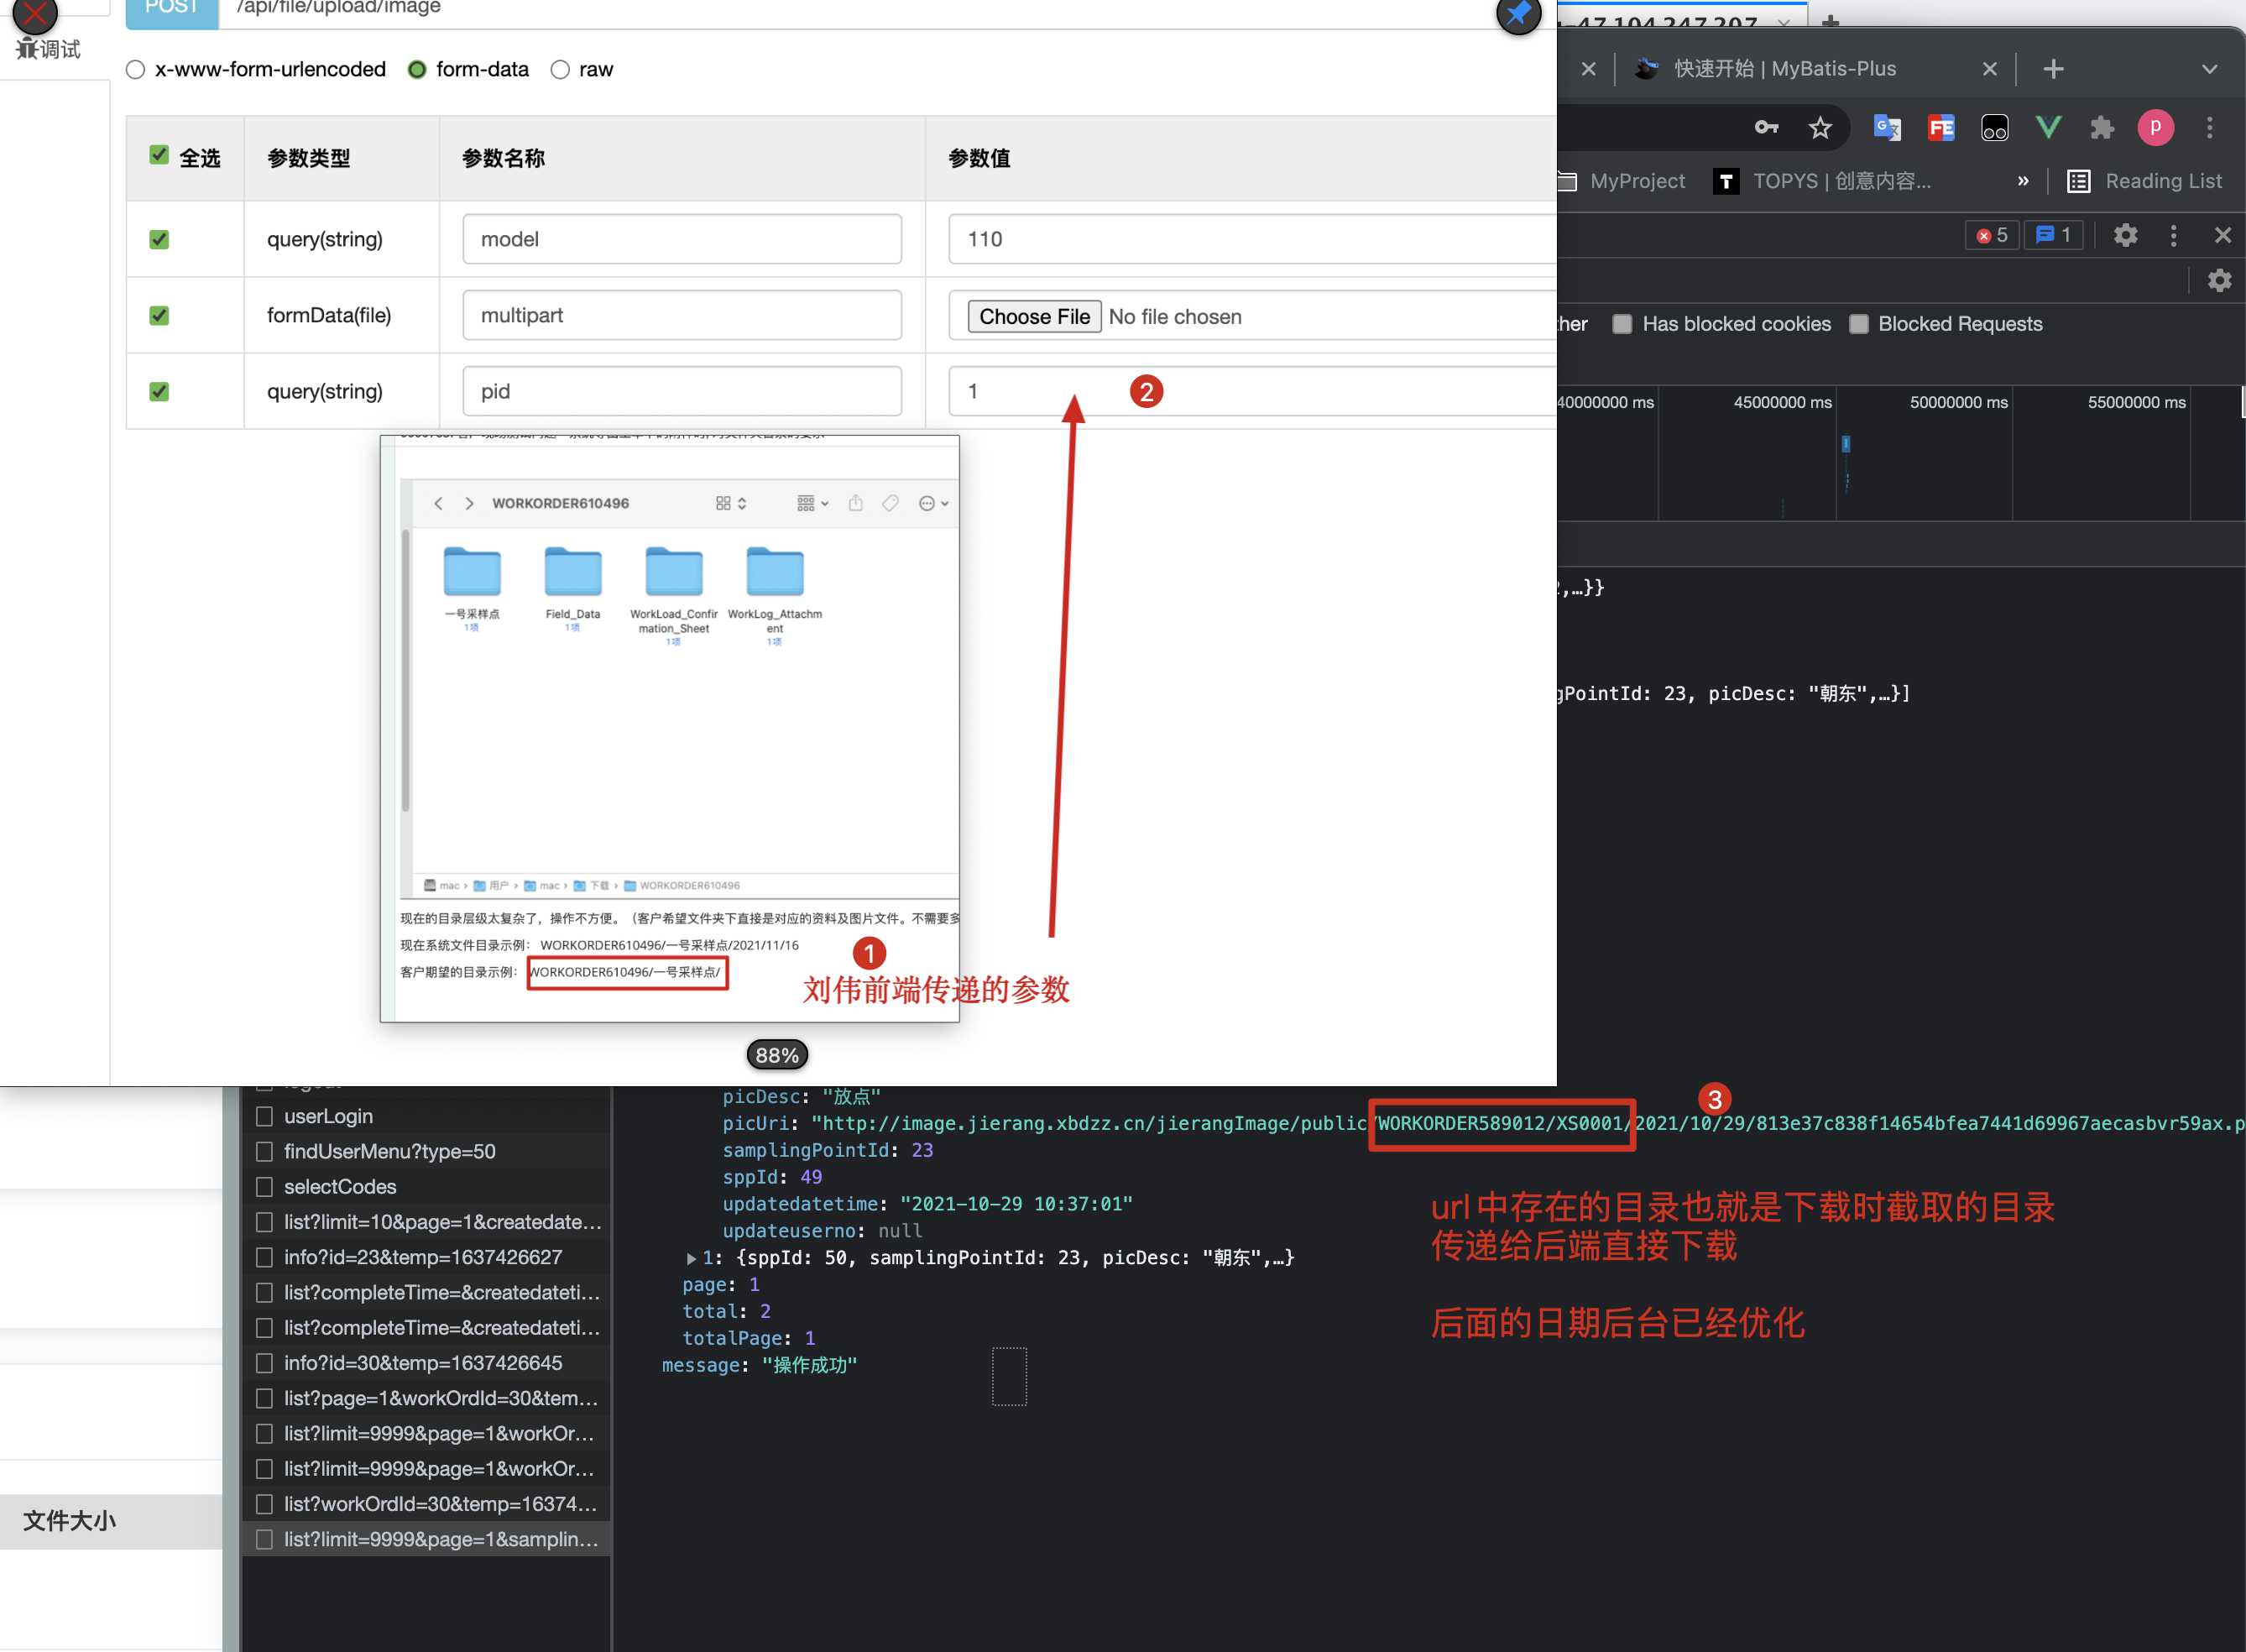 POST /api/file/upload/image
调试
x-www-form-urlencoded form-data raw
全选 参数类型 参数名称 参数值
query(string) model 110
formData(file) multipart Choose File No file chosen
query(string) pid 1
2
WORKORDER610496
一号采样点 Field_Data WorkLoad_Confirmation_Sheet WorkLog_Attachment
1项 1项 1项 1项
mac › 用户 › mac › 下载 › WORKORDER610496
现在的目录层级太复杂了，操作不方便。（客户希望文件夹下直接是对应的资料及图片文件。不需要多
现在系统文件目录示例： WORKORDER610496/一号采样点/2021/11/16
客户期望的目录示例： WORKORDER610496/一号采样点/
1
刘伟前端传递的参数
88%
47.104.247.207
快速开始 | MyBatis-Plus
FE
P
MyProject
T TOPYS | 创意内容...
» Reading List
5 1
her Has blocked cookies Blocked Requests
40000000 ms 45000000 ms 50000000 ms 55000000 ms
,…}}
PointId: 23, picDesc: "朝东",…}]
userLogin
findUserMenu?type=50
selectCodes
list?limit=10&page=1&createdate…
info?id=23&temp=1637426627
list?completeTime=&createdateti…
list?completeTime=&createdateti…
info?id=30&temp=1637426645
list?page=1&workOrdId=30&tem…
list?limit=9999&page=1&workOr…
list?limit=9999&page=1&workOr…
list?workOrdId=30&temp=16374…
list?limit=9999&page=1&samplin…
picDesc: "放点"
picUri: "http://image.jierang.xbdzz.cn/jierangImage/public/WORKORDER589012/XS0001/2021/10/29/813e37c838f14654bfea7441d69967aecasbvr59ax.p
samplingPointId: 23
sppId: 49
updatedatetime: "2021-10-29 10:37:01"
updateuserno: null
1: {sppId: 50, samplingPointId: 23, picDesc: "朝东",…}
page: 1
total: 2
totalPage: 1
message: "操作成功"
3
url中存在的目录也就是下载时截取的目录
传递给后端直接下载
后面的日期后台已经优化
文件大小